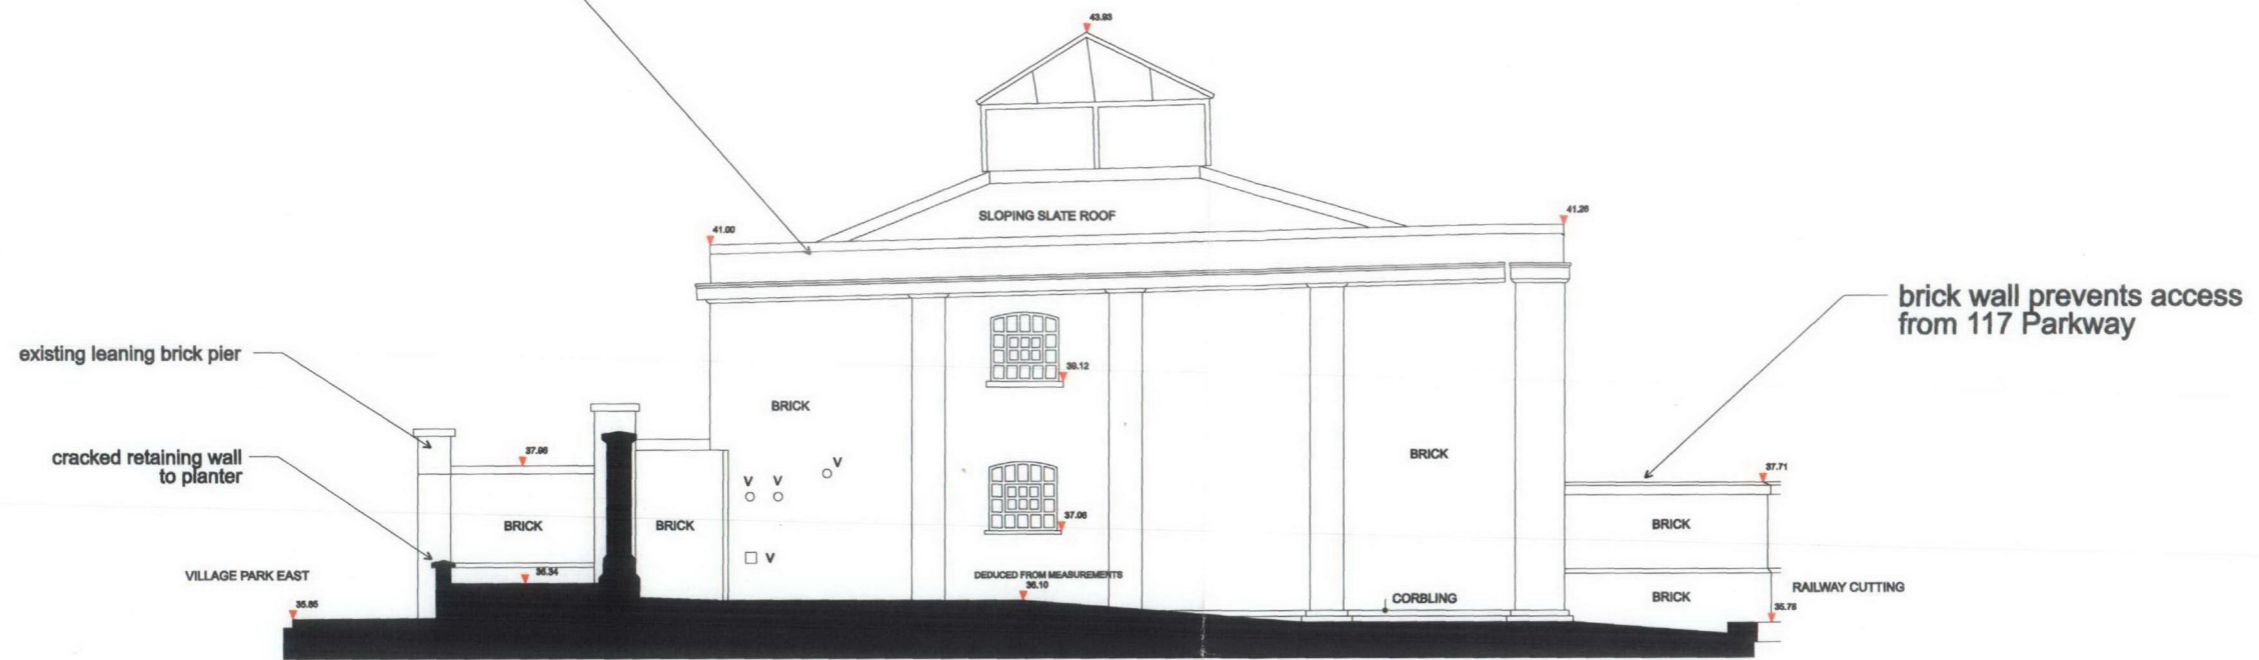 43.93
SLOPING SLATE ROOF
41.00
41.26
brick wall prevents access
from 117 Parkway
existing leaning brick pier
39.12
BRICK
cracked retaining wall
to planter
37.96
V
V
V
BRICK
37.71
BRICK
BRICK
37.06
BRICK
V
VILLAGE PARK EAST
36.34
DEDUCED FROM MEASUREMENTS
36.10
CORBLING
BRICK
RAILWAY CUTTING
35.85
35.78